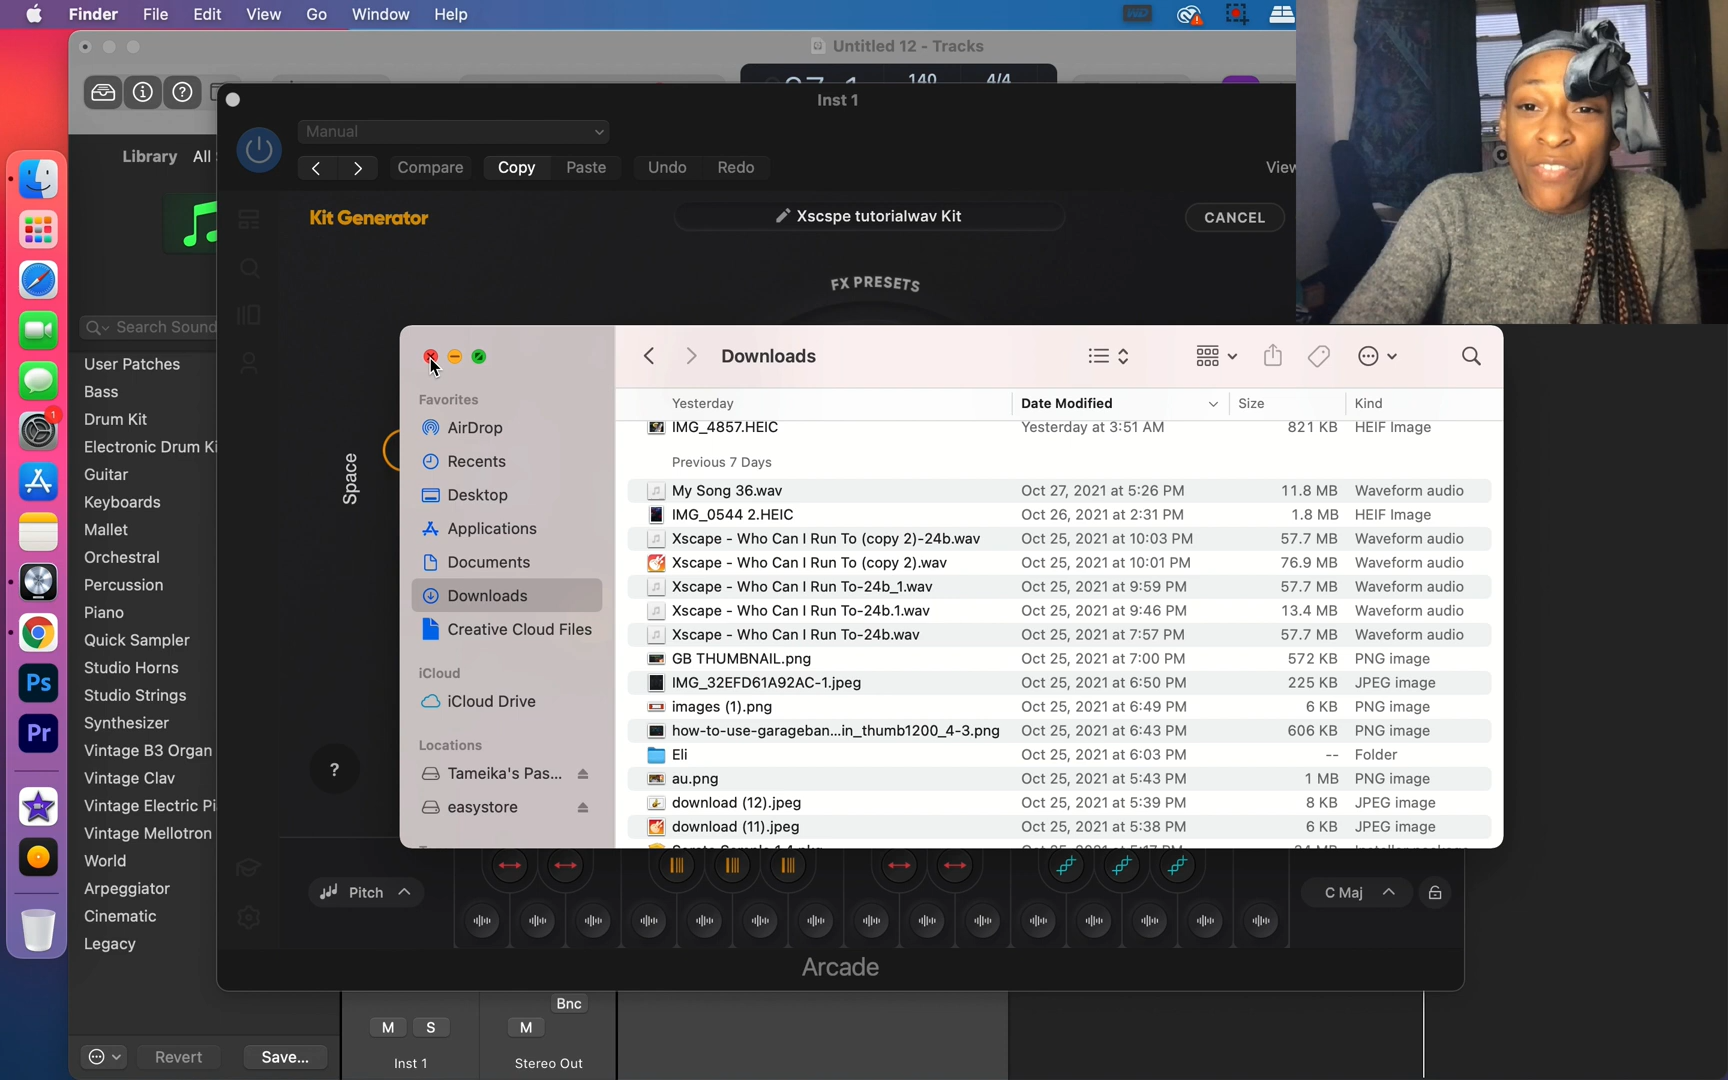 Finder File Edit View Go Window Help
Untitled 12 - Tracks
140 4/4
Inst 1
Manual
Compare Copy Paste Undo Redo View
Library All
Kit Generator
Xscspe tutorialwav Kit
CANCEL
FX PRESETS
Search Sound
User Patches
Bass
Drum Kit
Electronic Drum Ki
Guitar
Keyboards
Mallet
Orchestral
Percussion
Piano
Quick Sampler
Studio Horns
Studio Strings
Synthesizer
Vintage B3 Organ
Vintage Clav
Vintage Electric Pi
Vintage Mellotron
World
Arpeggiator
Cinematic
Legacy
Revert Save...
1
Ps
Pr
Space
?
Favorites
AirDrop
Recents
Desktop
Applications
Documents
Downloads
Creative Cloud Files
iCloud
iCloud Drive
Locations
Tameika's Pas...
easystore
Downloads
Yesterday Date Modified Size Kind
IMG_4857.HEIC Yesterday at 3:51 AM 821 KB HEIF Image
Previous 7 Days
My Song 36.wav Oct 27, 2021 at 5:26 PM 11.8 MB Waveform audio
IMG_0544 2.HEIC Oct 26, 2021 at 2:31 PM 1.8 MB HEIF Image
Xscape - Who Can I Run To (copy 2)-24b.wav Oct 25, 2021 at 10:03 PM 57.7 MB Waveform audio
Xscape - Who Can I Run To (copy 2).wav Oct 25, 2021 at 10:01 PM 76.9 MB Waveform audio
Xscape - Who Can I Run To-24b_1.wav Oct 25, 2021 at 9:59 PM 57.7 MB Waveform audio
Xscape - Who Can I Run To-24b.1.wav Oct 25, 2021 at 9:46 PM 13.4 MB Waveform audio
Xscape - Who Can I Run To-24b.wav Oct 25, 2021 at 7:57 PM 57.7 MB Waveform audio
GB THUMBNAIL.png Oct 25, 2021 at 7:00 PM 572 KB PNG image
IMG_32EFD61A92AC-1.jpeg Oct 25, 2021 at 6:50 PM 225 KB JPEG image
images (1).png Oct 25, 2021 at 6:49 PM 6 KB PNG image
how-to-use-garageban...in_thumb1200_4-3.png Oct 25, 2021 at 6:43 PM 606 KB PNG image
Eli Oct 25, 2021 at 6:03 PM -- Folder
au.png Oct 25, 2021 at 5:43 PM 1 MB PNG image
download (12).jpeg Oct 25, 2021 at 5:39 PM 8 KB JPEG image
download (11).jpeg Oct 25, 2021 at 5:38 PM 6 KB JPEG image
Pitch
C Maj
Arcade
Bnc
M S M
Inst 1 Stereo Out